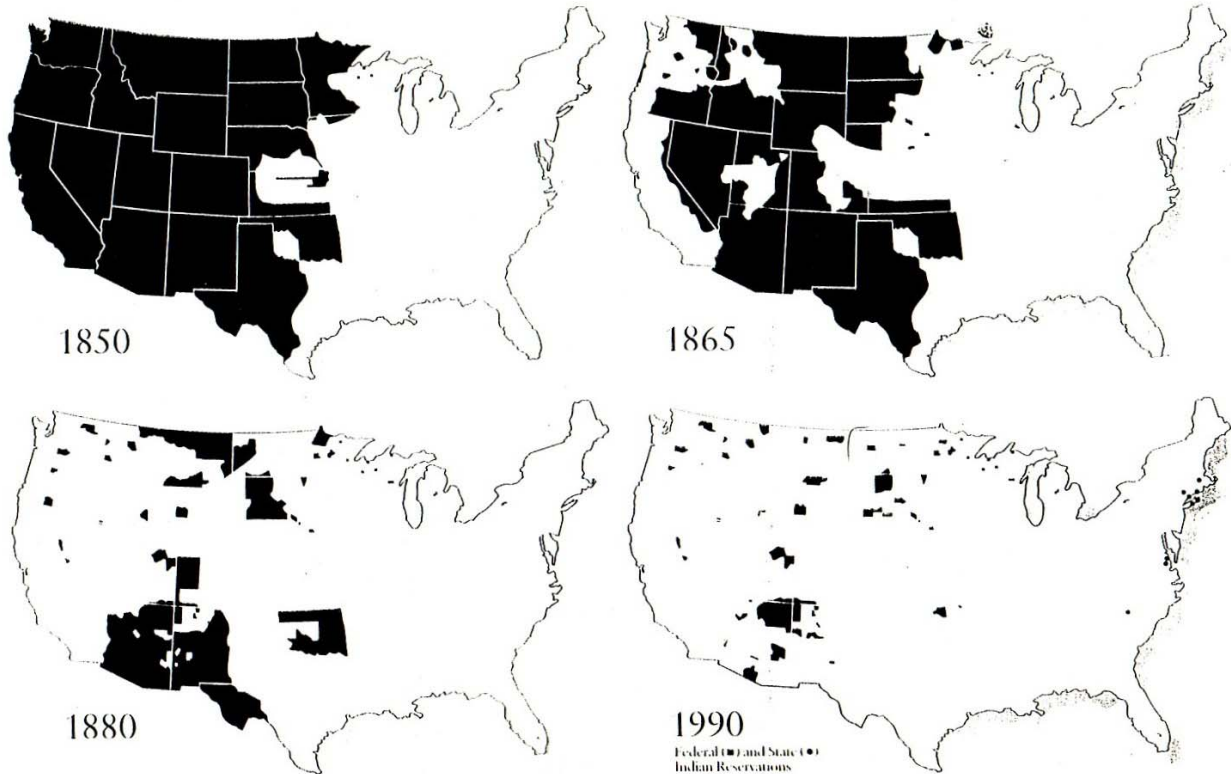 1850
1865
1880
1990
Federal (■) and State (●)
Indian Reservations